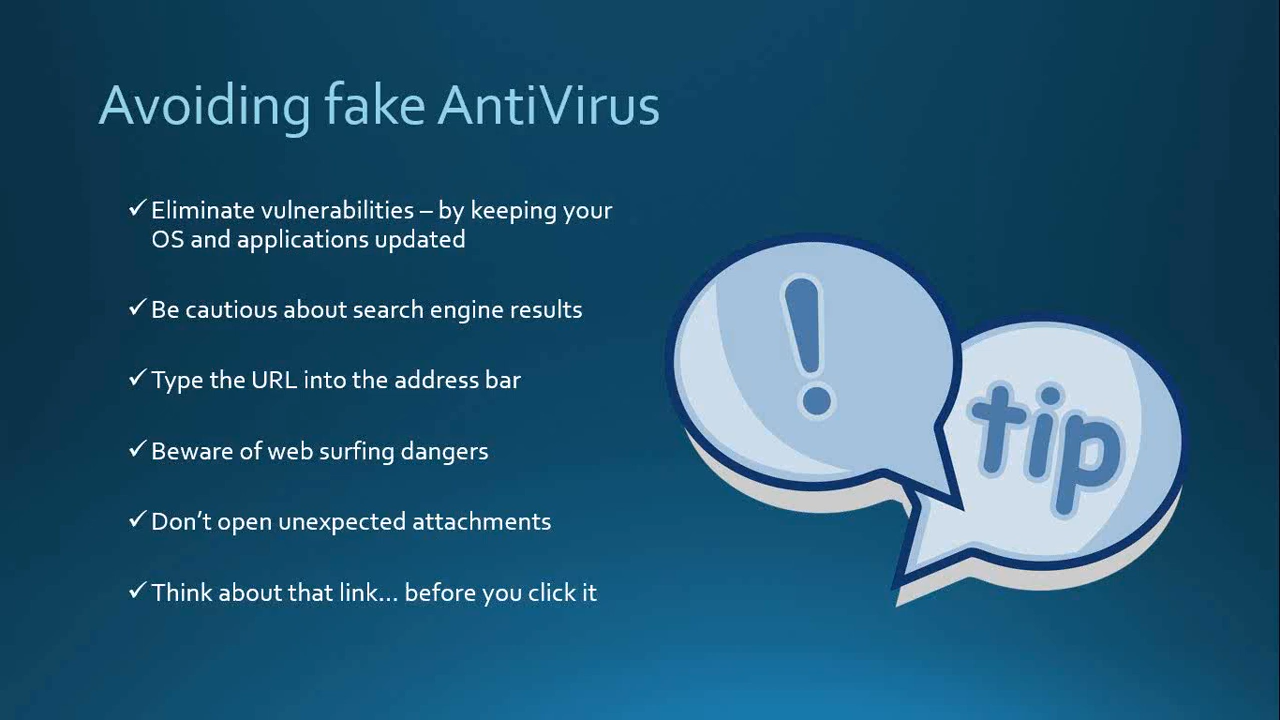 Avoiding fake AntiVirus
✓Eliminate vulnerabilities – by keeping your
OS and applications updated
✓Be cautious about search engine results
✓Type the URL into the address bar
✓Beware of web surfing dangers
✓Don’t open unexpected attachments
✓Think about that link… before you click it
!
tip